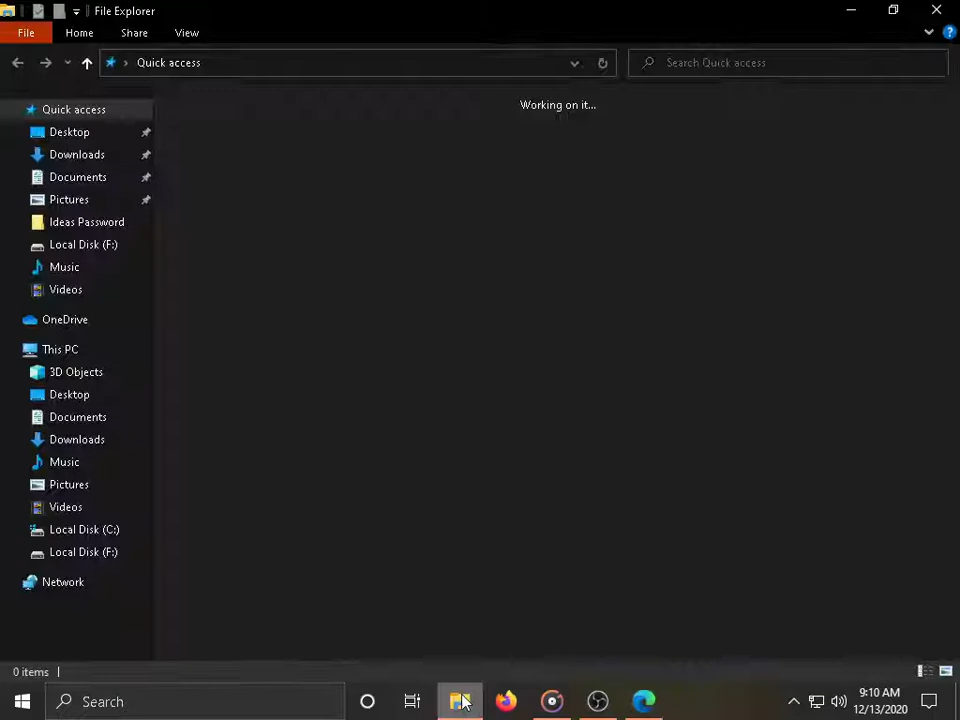 File Explorer
File
Home
Share
View
Quick access
Search Quick access
Working on it...
Quick access
Desktop
Downloads
Documents
Pictures
Ideas Password
Local Disk (F:)
Music
Videos
OneDrive
This PC
3D Objects
Desktop
Documents
Downloads
Music
Pictures
Videos
Local Disk (C:)
Local Disk (F:)
Network
0 items
Search
9:10 AM
12/13/2020